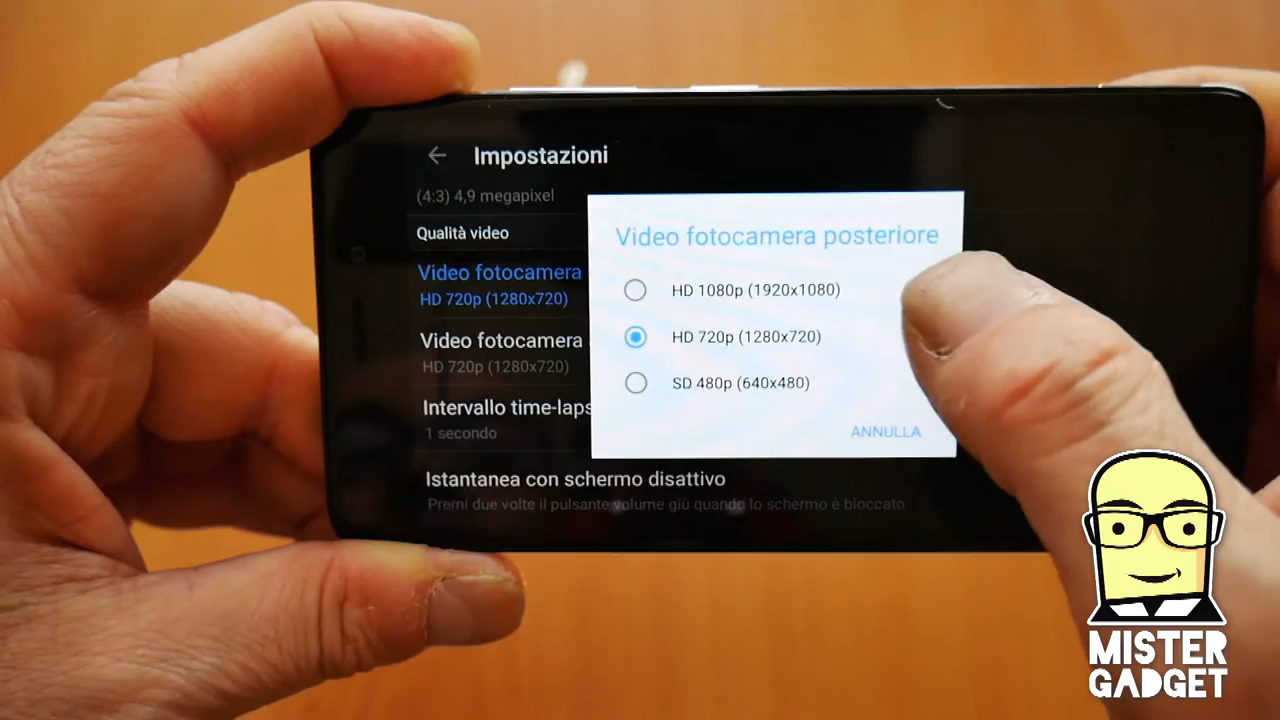 Impostazioni
(4:3) 4,9 megapixel
Qualità video
Video fotocamera
HD 720p (1280x720)
Video fotocamera
HD 720p (1280x720)
Intervallo time-laps
1 secondo
Istantanea con schermo disattivo
Premi due volte il pulsante volume giù quando lo schermo è bloccato
Video fotocamera posteriore
HD 1080p (1920x1080)
HD 720p (1280x720)
SD 480p (640x480)
ANNULLA
MISTER
GADGET